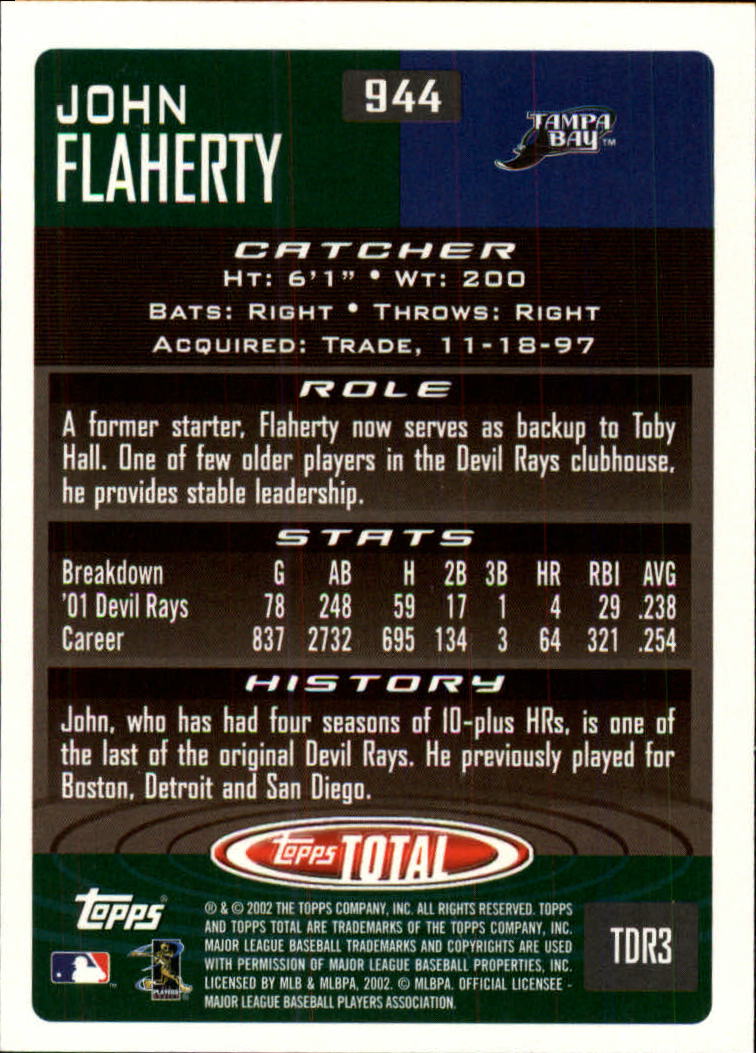 JOHN
FLAHERTY
944
TAMPA
BAY™
CATCHER
HT: 6'1" • WT: 200
BATS: RIGHT • THROWS: RIGHT
ACQUIRED: TRADE, 11-18-97
ROLE
A former starter, Flaherty now serves as backup to Toby
Hall. One of few older players in the Devil Rays clubhouse,
he provides stable leadership.
STATS
Breakdown G AB H 2B 3B HR RBI AVG
'01 Devil Rays 78 248 59 17 1 4 29 .238
Career 837 2732 695 134 3 64 321 .254
HISTORY
John, who has had four seasons of 10-plus HRs, is one of
the last of the original Devil Rays. He previously played for
Boston, Detroit and San Diego.
topps TOTAL
topps®
® & © 2002 THE TOPPS COMPANY, INC. ALL RIGHTS RESERVED. TOPPS
AND TOPPS TOTAL ARE TRADEMARKS OF THE TOPPS COMPANY, INC.
MAJOR LEAGUE BASEBALL TRADEMARKS AND COPYRIGHTS ARE USED
WITH PERMISSION OF MAJOR LEAGUE BASEBALL PROPERTIES, INC.
LICENSED BY MLB & MLBPA, 2002. © MLBPA. OFFICIAL LICENSEE -
MAJOR LEAGUE BASEBALL PLAYERS ASSOCIATION.
PLAYERS
TDR3